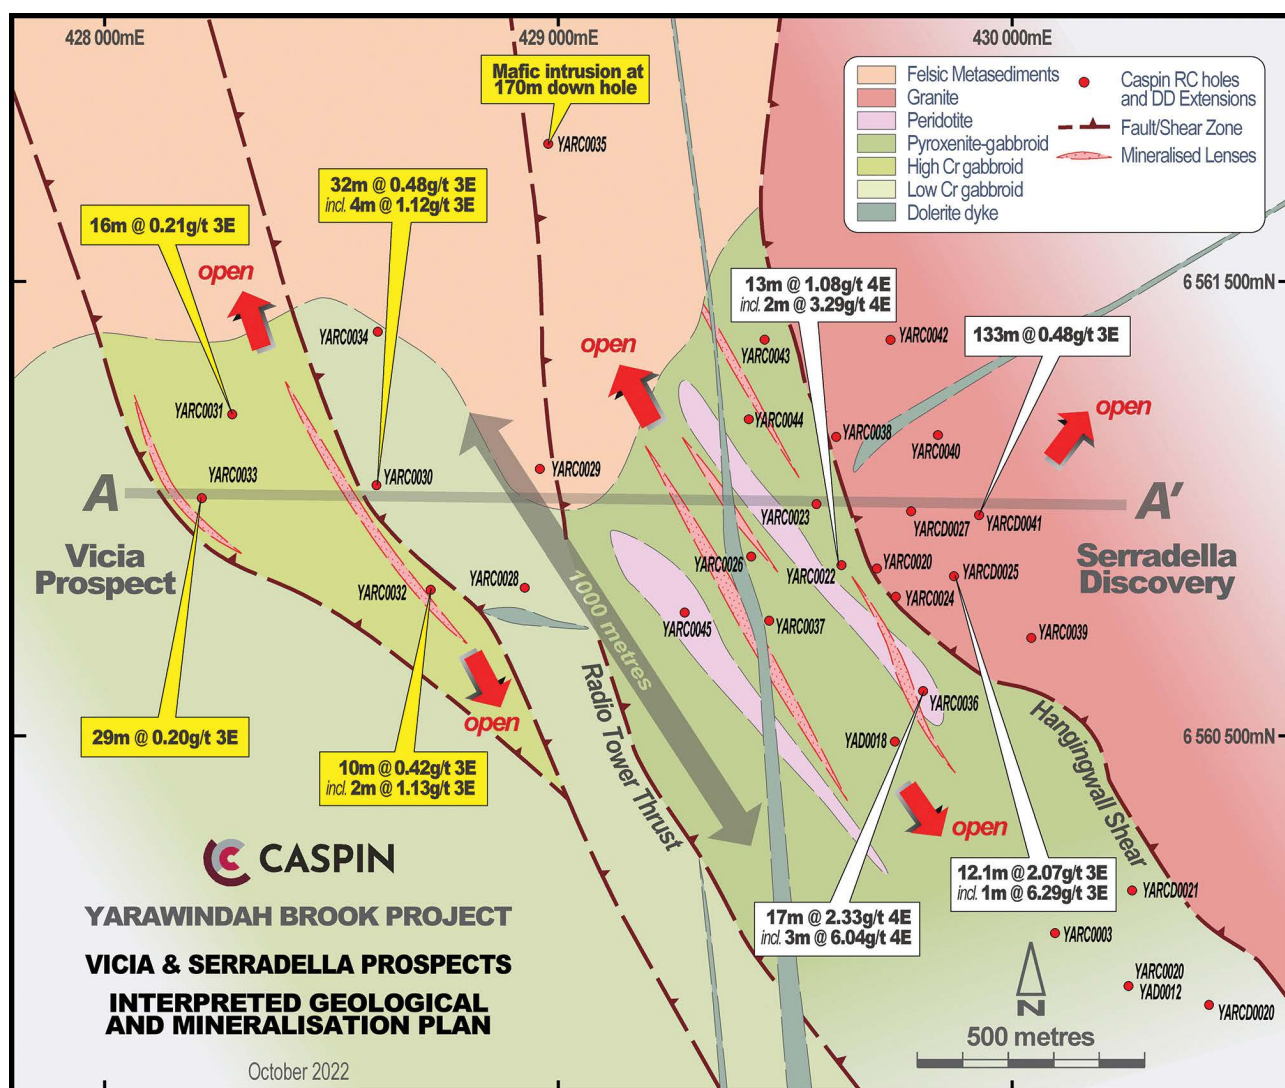 428 000mE
429 000mE
430 000mE
Mafic intrusion at
170m down hole
YARC0035
Felsic Metasediments
Granite
Peridotite
Pyroxenite-gabbroid
High Cr gabbroid
Low Cr gabbroid
Dolerite dyke
Caspin RC holes
and DD Extensions
Fault/Shear Zone
Mineralised Lenses
32m @ 0.48g/t 3E
incl. 4m @ 1.12g/t 3E
16m @ 0.21g/t 3E
open
YARC0034
6 561 500mN
13m @ 1.08g/t 4E
incl. 2m @ 3.29g/t 4E
133m @ 0.48g/t 3E
open
YARC0043
YARC0042
YARC0031
YARC0044
YARC0038
YARC0040
open
YARC0033
YARC0030
YARC0029
A
A'
YARC0023
YARCD0027
YARCD0041
Vicia
Prospect
Serradella
Discovery
YARC0026
YARC0022
YARC0020
YARCD0025
YARC0028
YARC0032
YARC0024
1000 metres
YARC0045
YARC0037
YARC0039
Radio Tower Thrust
YARC0036
Hangingwall Shear
open
29m @ 0.20g/t 3E
YAD0018
6 560 500mN
10m @ 0.42g/t 3E
incl. 2m @ 1.13g/t 3E
open
CASPIN
12.1m @ 2.07g/t 3E
incl. 1m @ 6.29g/t 3E
YARCD0021
17m @ 2.33g/t 4E
incl. 3m @ 6.04g/t 4E
YARC0003
YARAWINDAH BROOK PROJECT
VICIA & SERRADELLA PROSPECTS
INTERPRETED GEOLOGICAL
AND MINERALISATION PLAN
YARC0020
YAD0012
YARCD0020
N
500 metres
October 2022